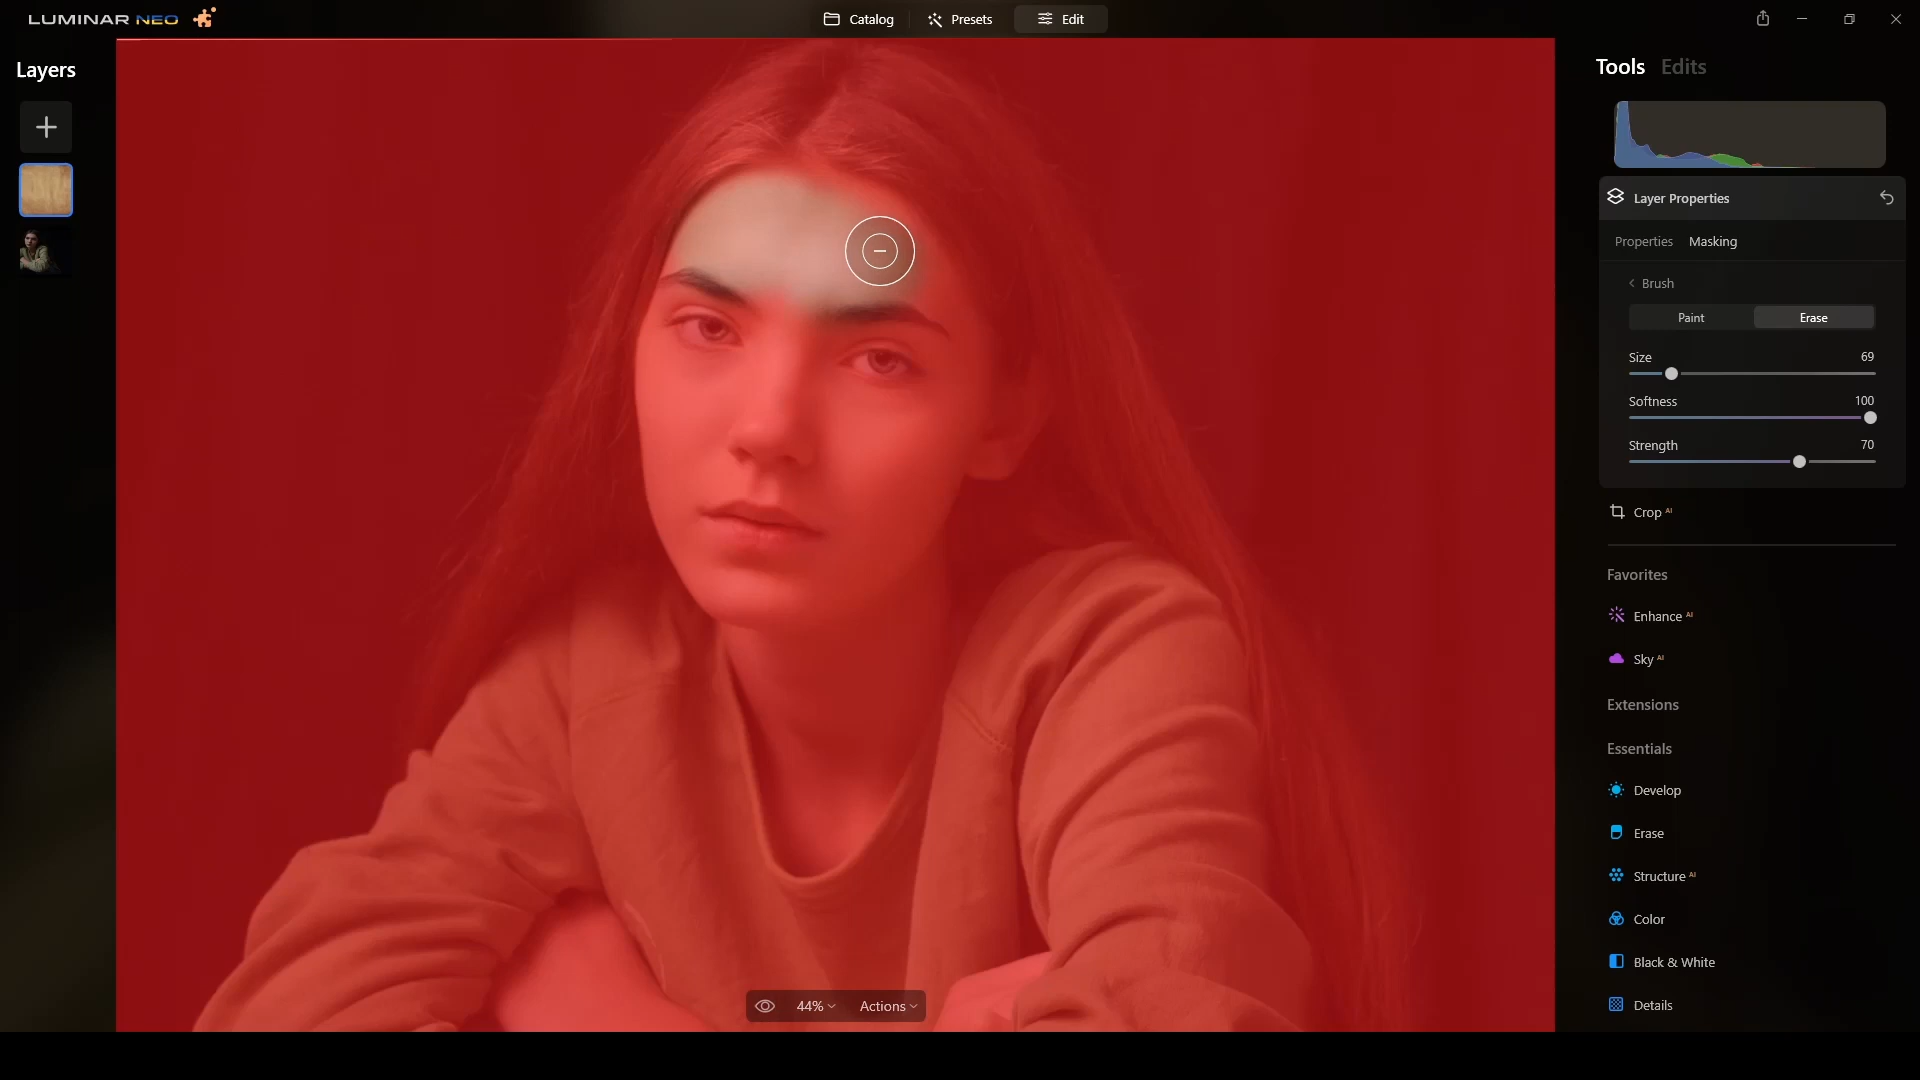 LUMINAR NEO
Catalog
Presets
Edit
Layers
Tools
Edits
Layer Properties
Properties
Masking
Brush
Paint
Erase
Size
69
Softness
100
Strength
70
Crop AI
Favorites
Enhance AI
Sky AI
Extensions
Essentials
Develop
Erase
Structure AI
Color
Black & White
Details
44%
Actions